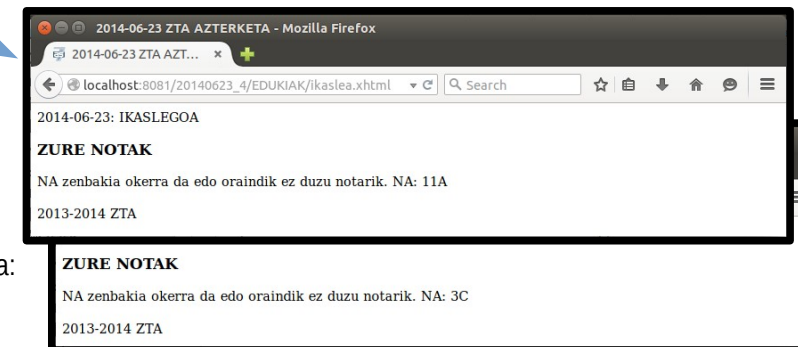 2014-06-23 ZTA AZTERKETA - Mozilla Firefox
2014-06-23 ZTA AZT...
localhost:8081/20140623_4/EDUKIAK/ikaslea.xhtml Search
2014-06-23: IKASLEGOA
ZURE NOTAK
NA zenbakia okerra da edo oraindik ez duzu notarik. NA: 11A
2013-2014 ZTA
a:
ZURE NOTAK
NA zenbakia okerra da edo oraindik ez duzu notarik. NA: 3C
2013-2014 ZTA